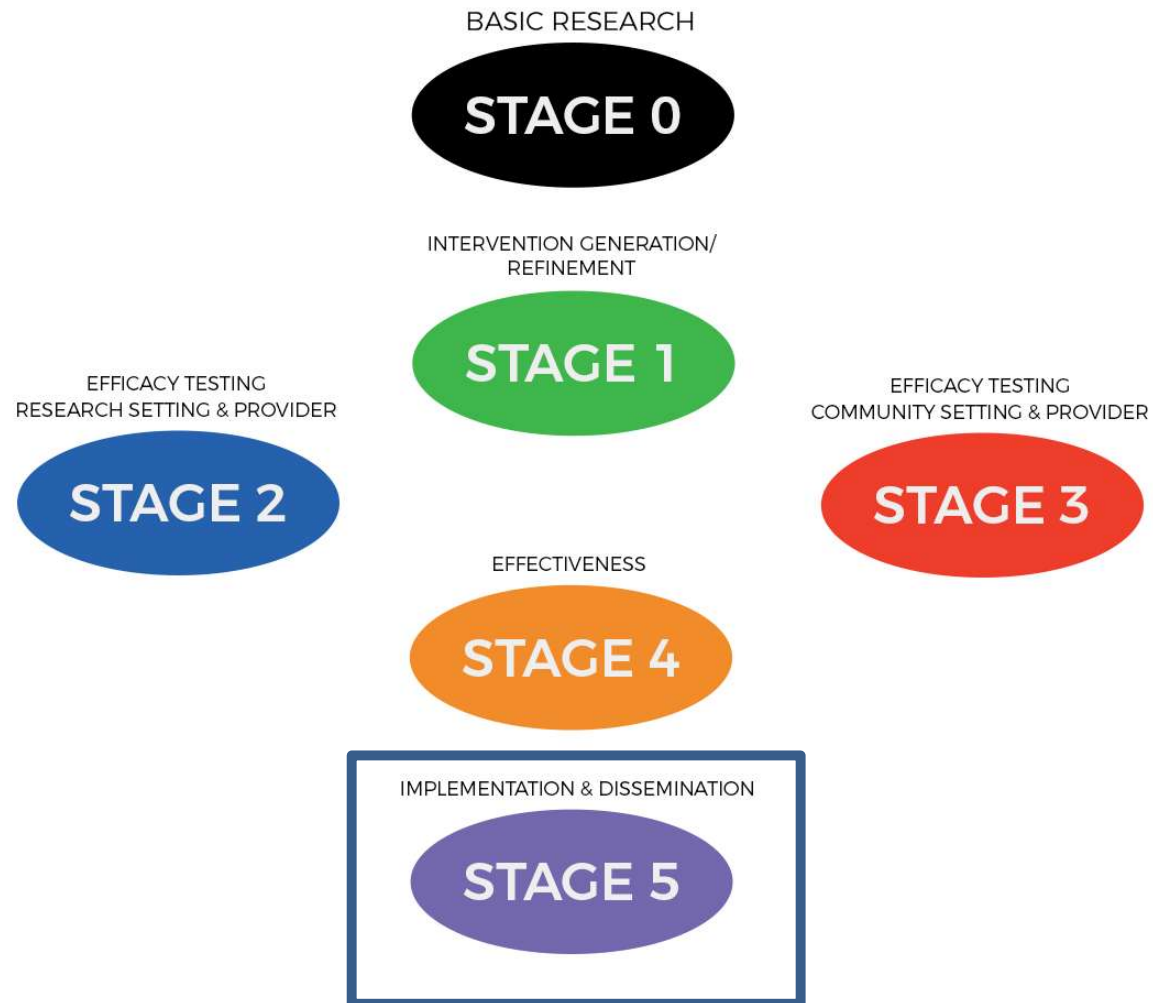 BASIC RESEARCH
STAGE 0
INTERVENTION GENERATION/
REFINEMENT
STAGE 1
EFFICACY TESTING
RESEARCH SETTING & PROVIDER
STAGE 2
EFFICACY TESTING
COMMUNITY SETTING & PROVIDER
STAGE 3
EFFECTIVENESS
STAGE 4
IMPLEMENTATION & DISSEMINATION
STAGE 5